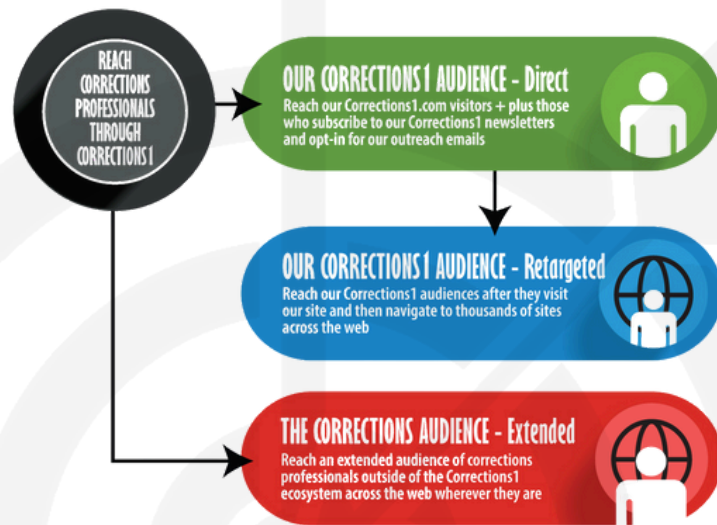 REACH
CORRECTIONS
PROFESSIONALS
THROUGH
CORRECTIONS1
OUR CORRECTIONS1 AUDIENCE - Direct
Reach our Corrections1.com visitors + plus those
who subscribe to our Corrections1 newsletters
and opt-in for our outreach emails
OUR CORRECTIONS1 AUDIENCE - Retargeted
Reach our Corrections1 audiences after they visit
our site and then navigate to thousands of sites
across the web
THE CORRECTIONS AUDIENCE - Extended
Reach an extended audience of corrections
professionals outside of the Corrections1
ecosystem across the web wherever they are